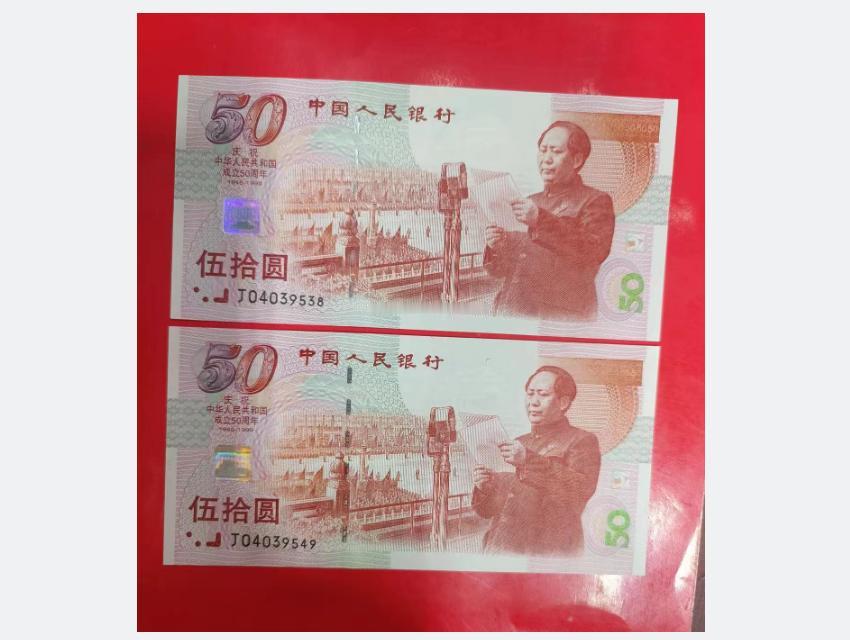 50
中国人民银行
庆祝
中华人民共和国
成立50周年
1949-1999
伍拾圆
J04039538
50
50
中国人民银行
庆祝
中华人民共和国
成立50周年
1949-1999
伍拾圆
J04039549
50